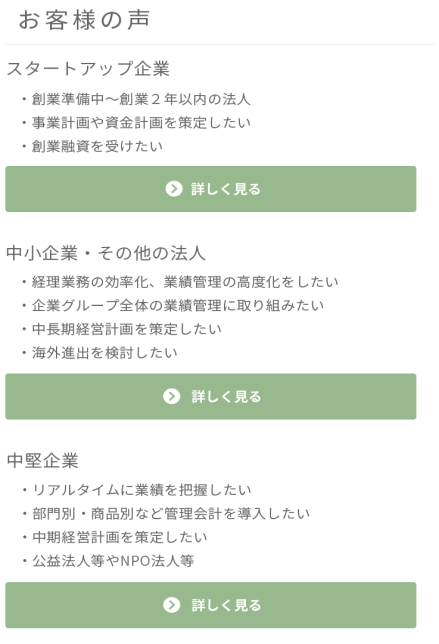 お客様の声
スタートアップ企業
・創業準備中～創業２年以内の法人
・事業計画や資金計画を策定したい
・創業融資を受けたい
詳しく見る
中小企業・その他の法人
・経理業務の効率化、業績管理の高度化をしたい
・企業グループ全体の業績管理に取り組みたい
・中長期経営計画を策定したい
・海外進出を検討したい
詳しく見る
中堅企業
・リアルタイムに業績を把握したい
・部門別・商品別など管理会計を導入したい
・中期経営計画を策定したい
・公益法人等やNPO法人等
詳しく見る